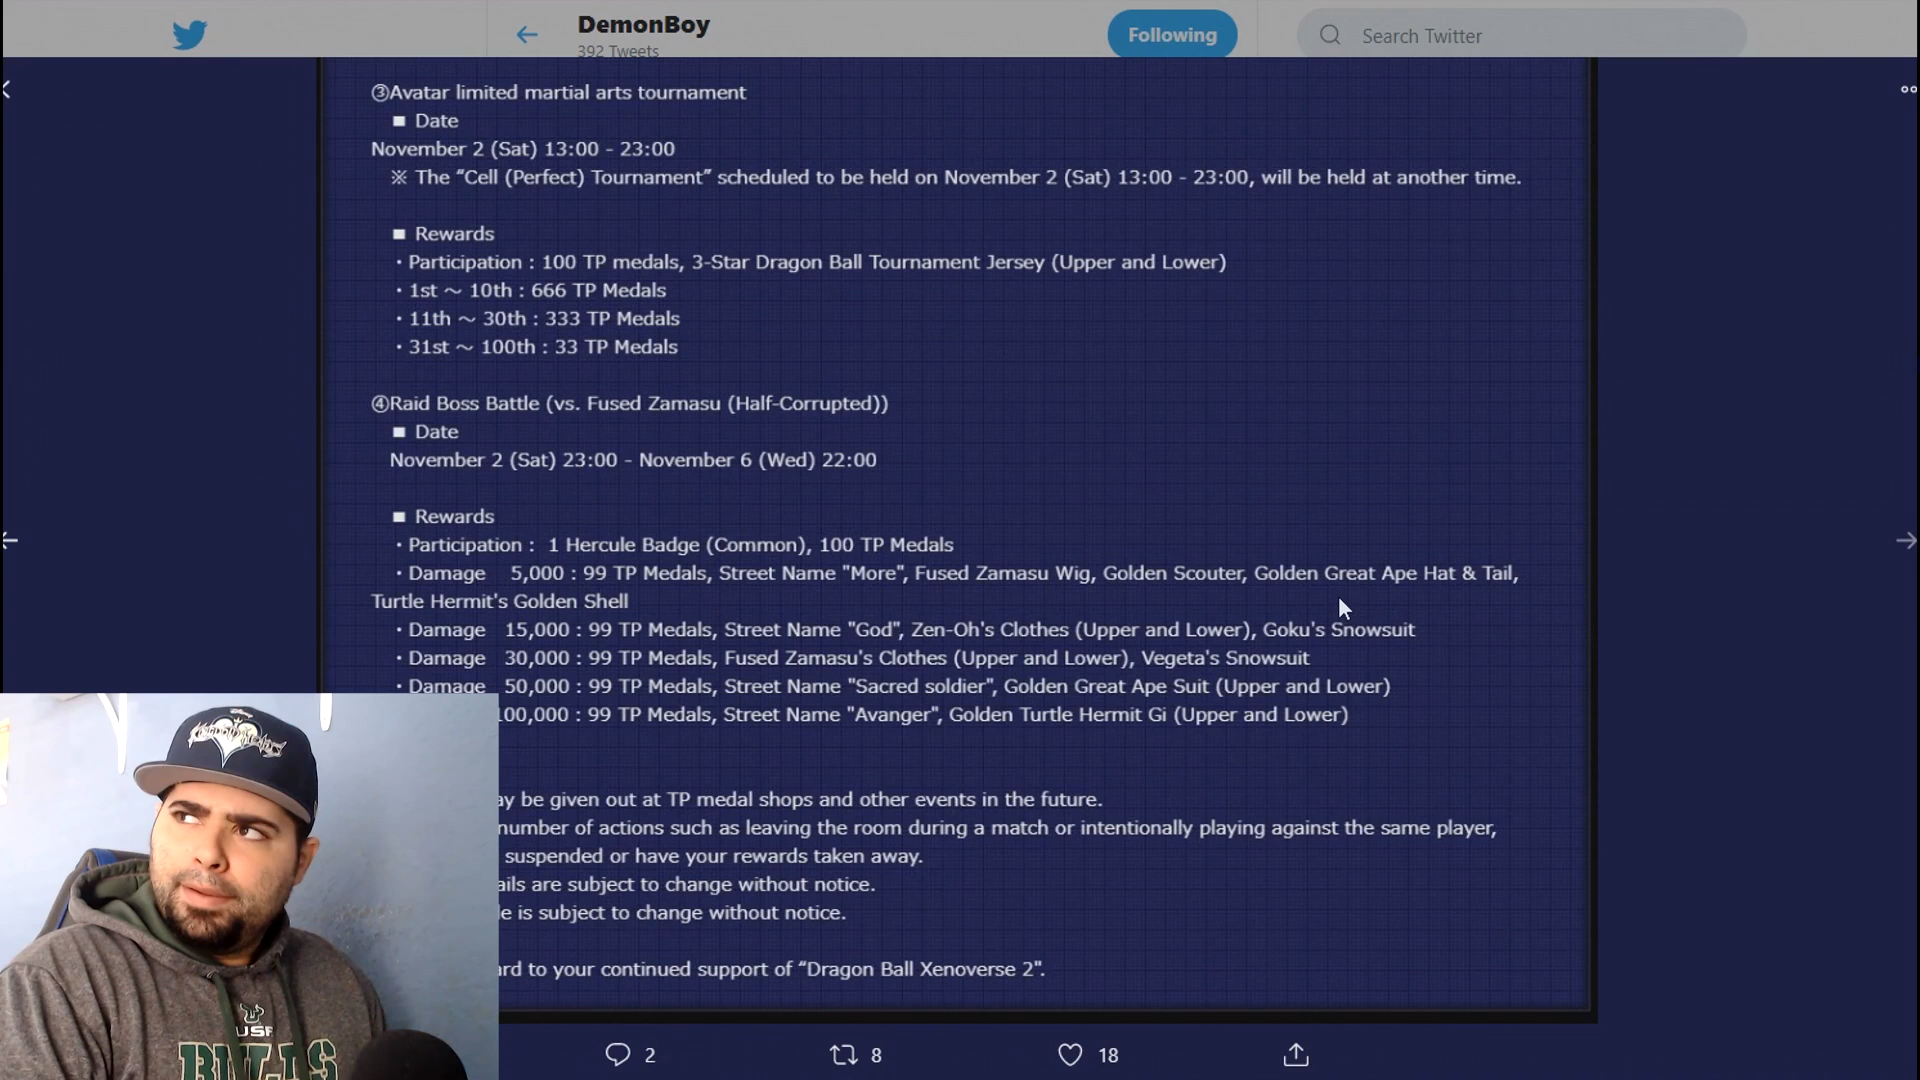 DemonBoy
392 Tweets
Following
Search Twitter
③Avatar limited martial arts tournament
■ Date
November 2 (Sat) 13:00 - 23:00
※ The “Cell (Perfect) Tournament” scheduled to be held on November 2 (Sat) 13:00 - 23:00, will be held at another time.
■ Rewards
・Participation : 100 TP medals, 3-Star Dragon Ball Tournament Jersey (Upper and Lower)
・1st ～ 10th : 666 TP Medals
・11th ～ 30th : 333 TP Medals
・31st ～ 100th : 33 TP Medals
④Raid Boss Battle (vs. Fused Zamasu (Half-Corrupted))
■ Date
November 2 (Sat) 23:00 - November 6 (Wed) 22:00
■ Rewards
・Participation : 1 Hercule Badge (Common), 100 TP Medals
・Damage 5,000 : 99 TP Medals, Street Name "More", Fused Zamasu Wig, Golden Scouter, Golden Great Ape Hat & Tail,
Turtle Hermit's Golden Shell
・Damage 15,000 : 99 TP Medals, Street Name "God", Zen-Oh's Clothes (Upper and Lower), Goku's Snowsuit
・Damage 30,000 : 99 TP Medals, Fused Zamasu's Clothes (Upper and Lower), Vegeta's Snowsuit
・Damage 50,000 : 99 TP Medals, Street Name "Sacred soldier", Golden Great Ape Suit (Upper and Lower)
100,000 : 99 TP Medals, Street Name "Avanger", Golden Turtle Hermit Gi (Upper and Lower)
be given out at TP medal shops and other events in the future.
number of actions such as leaving the room during a match or intentionally playing against the same player,
suspended or have your rewards taken away.
are subject to change without notice.
is subject to change without notice.
to your continued support of “Dragon Ball Xenoverse 2".
2
8
18
USF
BULLS